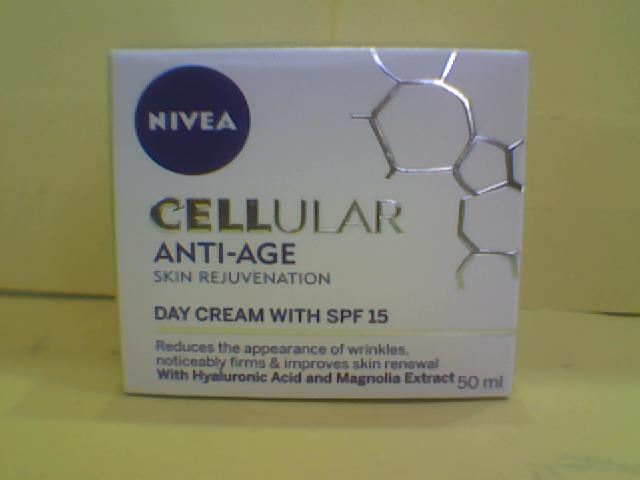 NIVEA
CELLULAR
ANTI-AGE
SKIN REJUVENATION
DAY CREAM WITH SPF 15
Reduces the appearance of wrinkles,
noticeably firms & improves skin renewal
With Hyaluronic Acid and Magnolia Extract
50 ml